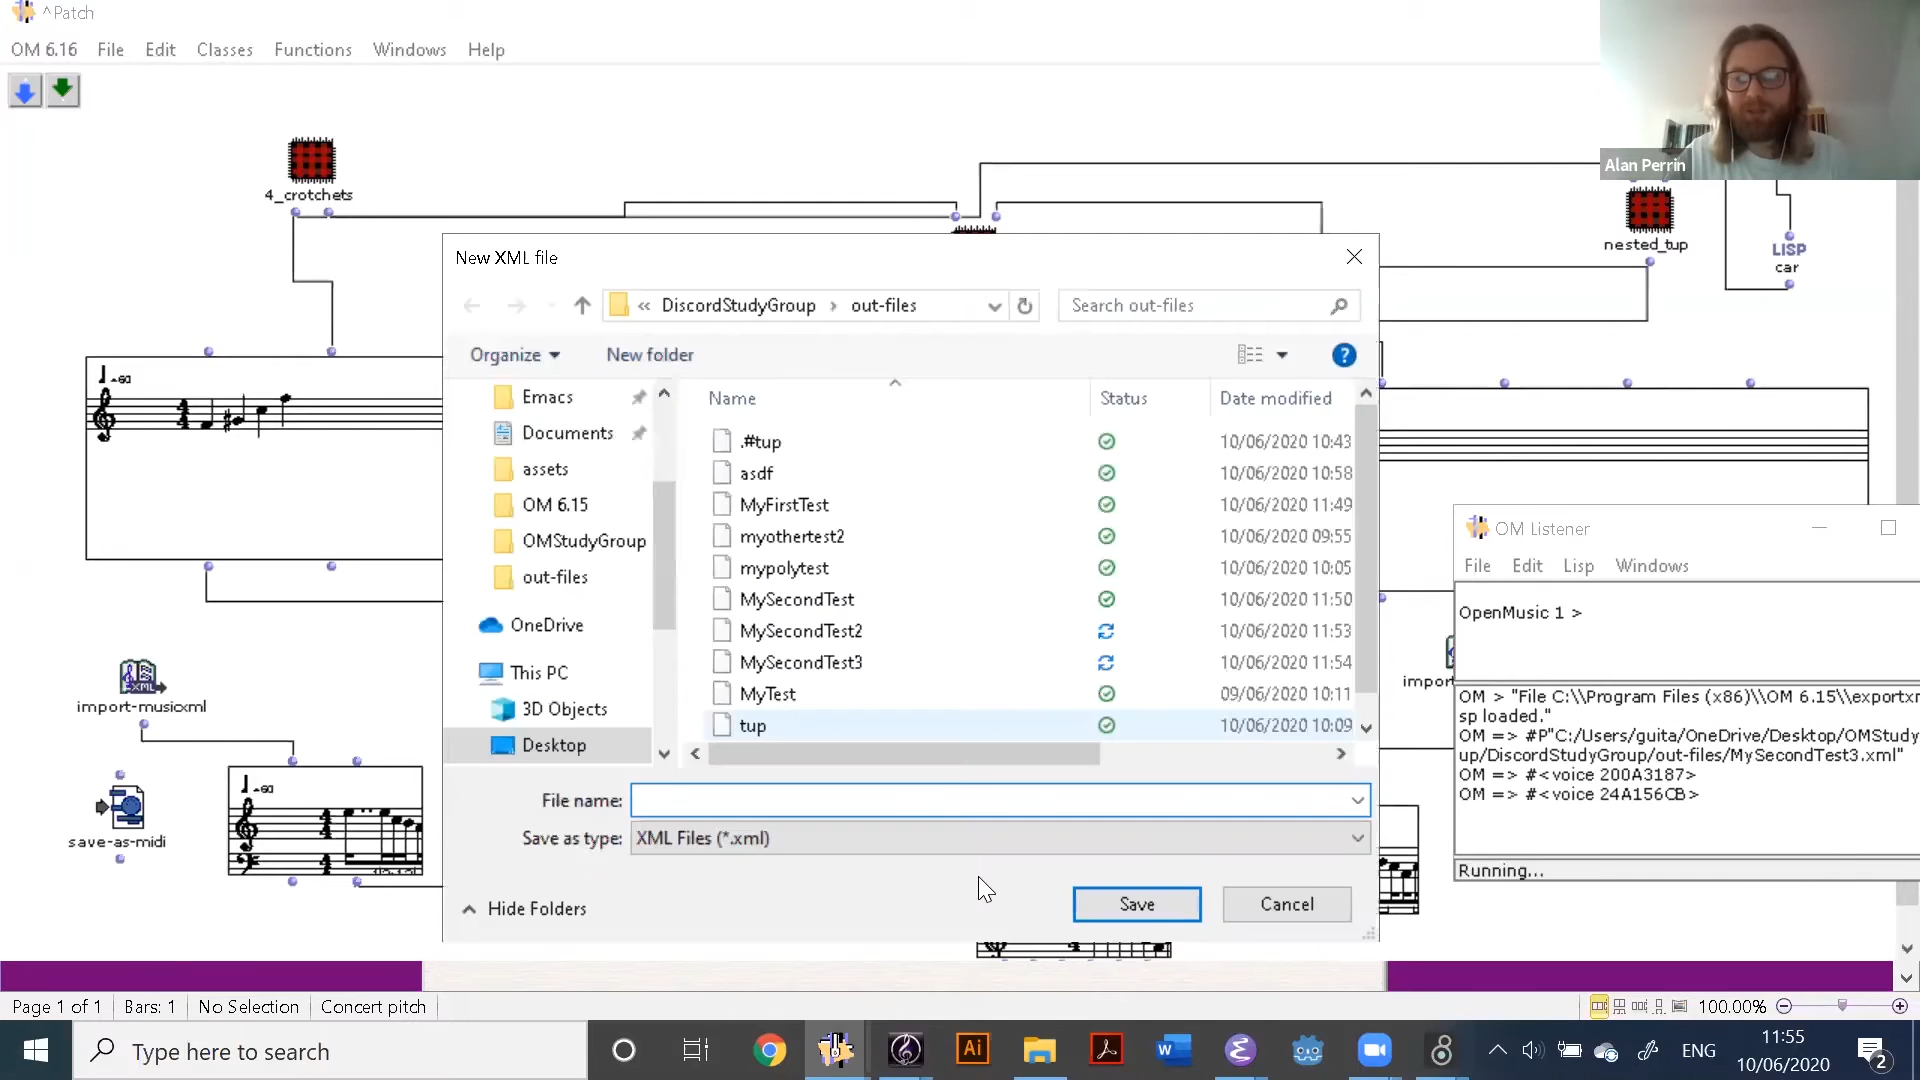 ^Patch
OM 6.16 File Edit Classes Functions Windows Help
Alan Perrin
4_crotchets
nested_tup
LISP
car
=60
New XML file
« DiscordStudyGroup › out-files
Search out-files
Organize
New folder
Name Status Date modified
Emacs
Documents
assets
OM 6.15
OMStudyGroup
out-files
OneDrive
This PC
3D Objects
Desktop
.#tup 10/06/2020 10:43
asdf 10/06/2020 10:58
MyFirstTest 10/06/2020 11:49
myothertest2 10/06/2020 09:55
mypolytest 10/06/2020 10:05
MySecondTest 10/06/2020 11:50
MySecondTest2 10/06/2020 11:53
MySecondTest3 10/06/2020 11:54
MyTest 09/06/2020 10:11
tup 10/06/2020 10:09
File name:
Save as type: XML Files (*.xml)
Hide Folders
Save
Cancel
OM Listener
File Edit Lisp Windows
OpenMusic 1 >
OM > "File C:\\Program Files (x86)\\OM 6.15\\exportxm
sp loaded."
OM => #P"C:/Users/guita/OneDrive/Desktop/OMStudy
up/DiscordStudyGroup/out-files/MySecondTest3.xml"
OM => #<voice 200A3187>
OM => #<voice 24A156CB>
Running...
XML
import-musicxml
import
save-as-midi
=60
Page 1 of 1 Bars: 1 No Selection Concert pitch
100.00%
Type here to search
Ai
W
ENG
11:55
10/06/2020
2